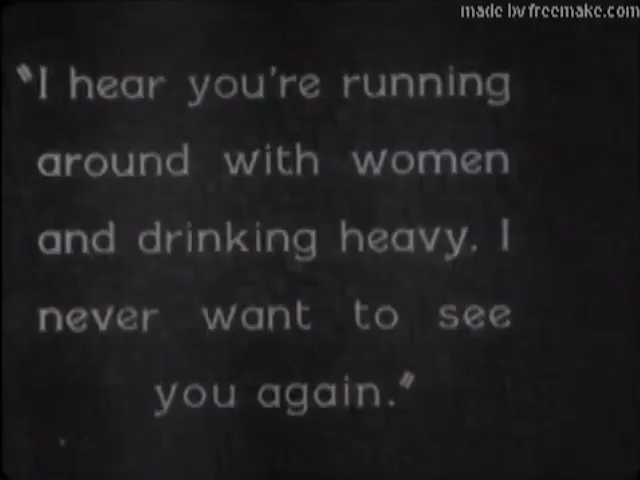 made by freemake.com
"I hear you're running
around with women
and drinking heavy. I
never want to see
you again."